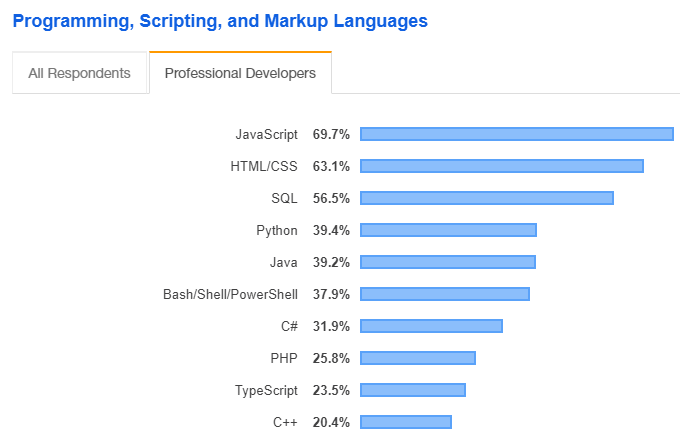 Programming, Scripting, and Markup Languages
All Respondents Professional Developers
JavaScript 69.7%
HTML/CSS 63.1%
SQL 56.5%
Python 39.4%
Java 39.2%
Bash/Shell/PowerShell 37.9%
C# 31.9%
PHP 25.8%
TypeScript 23.5%
C++ 20.4%